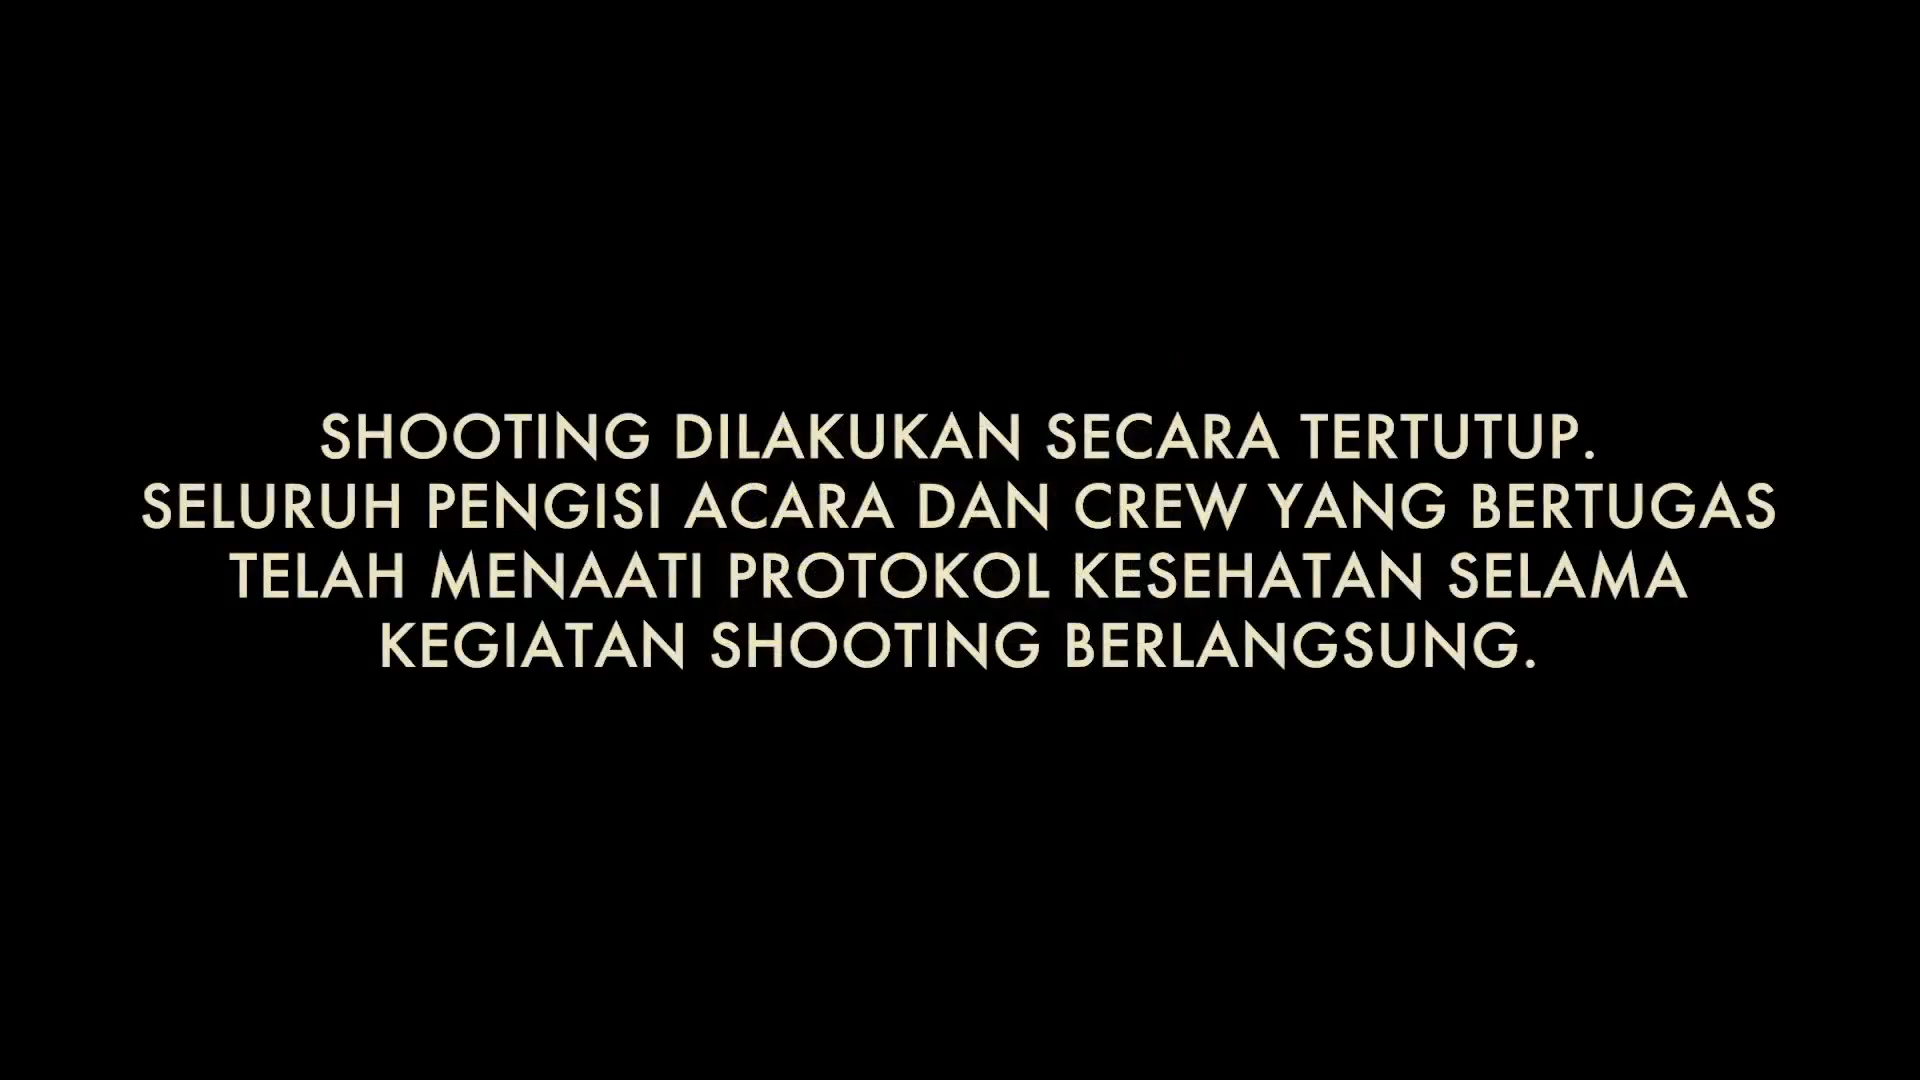 SHOOTING DILAKUKAN SECARA TERTUTUP.
SELURUH PENGISI ACARA DAN CREW YANG BERTUGAS
TELAH MENAATI PROTOKOL KESEHATAN SELAMA
KEGIATAN SHOOTING BERLANGSUNG.